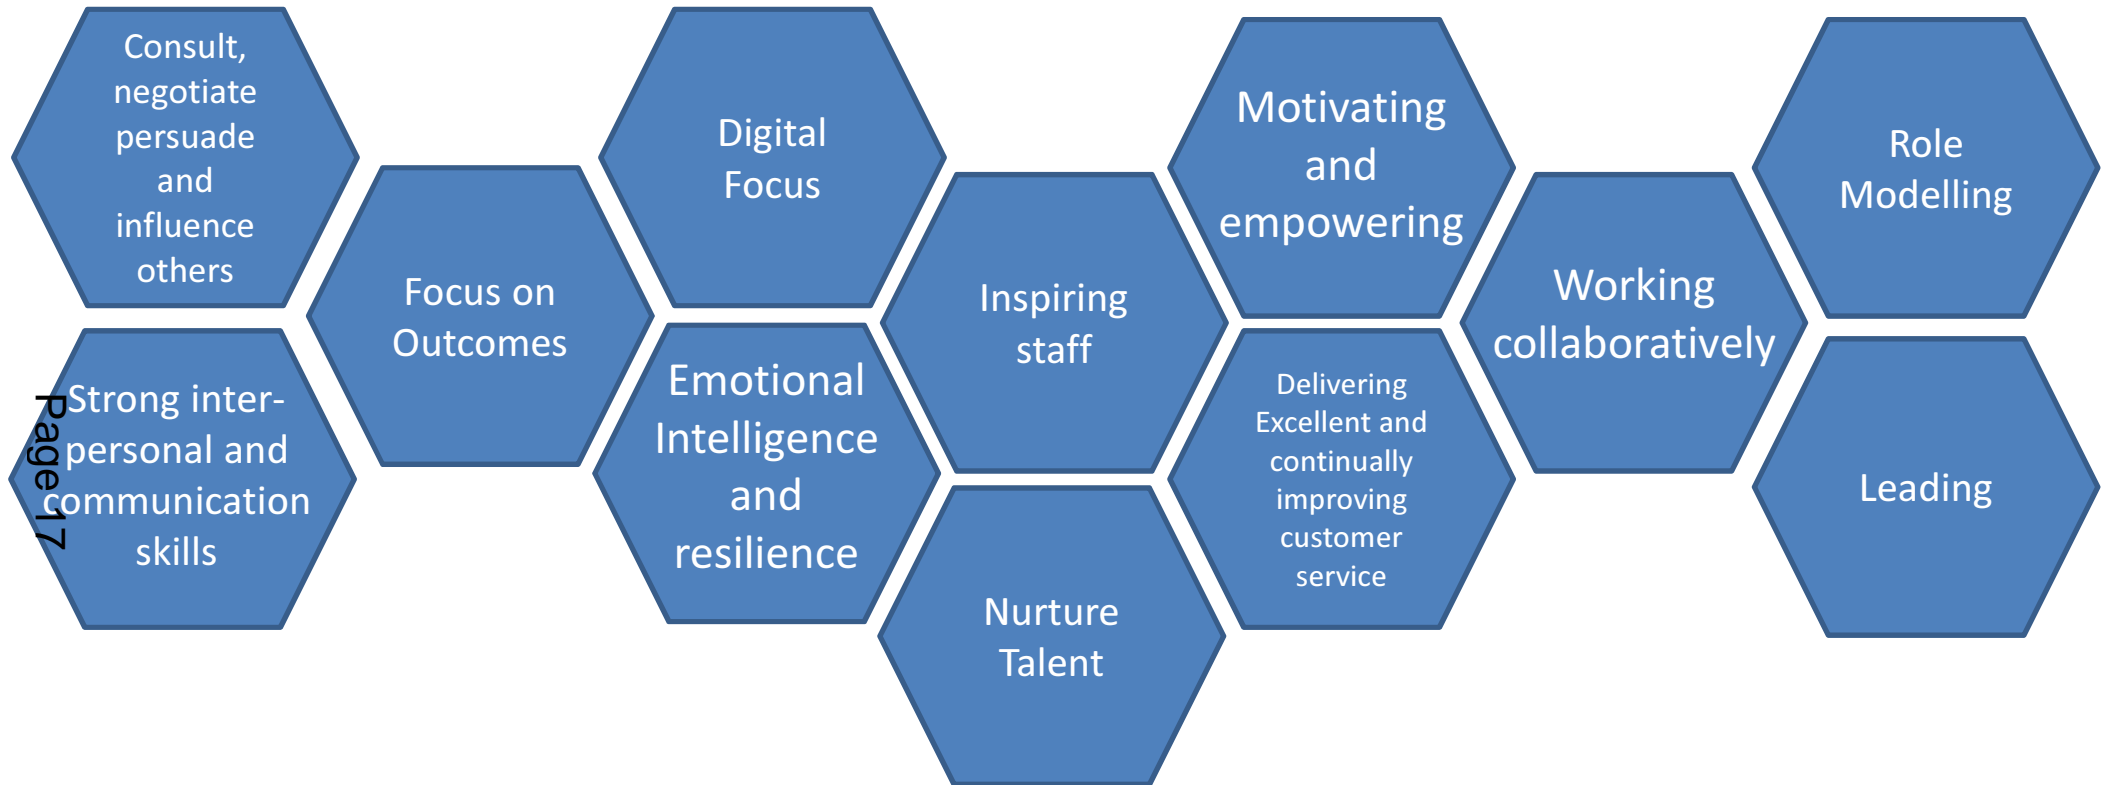 Consult,
negotiate
persuade
and
influence
others
Strong inter-
personal and
communication
skills
Focus on
Outcomes
Digital
Focus
Emotional
Intelligence
and
resilience
Inspiring
staff
Nurture
Talent
Motivating
and
empowering
Delivering
Excellent and
continually
improving
customer
service
Working
collaboratively
Role
Modelling
Leading
Page 17